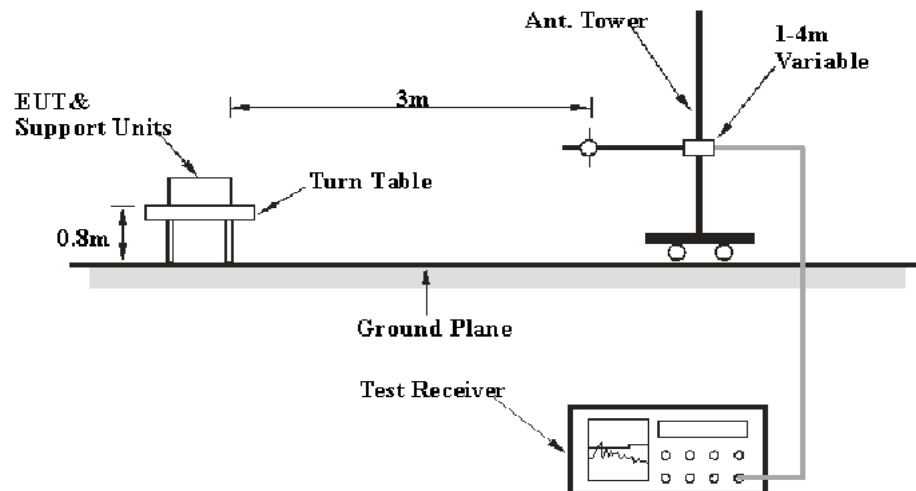 Ant. Tower
1-4m
Variable
EUT&
Support Units
3m
Turn Table
0.8m
Ground Plane
Test Receiver